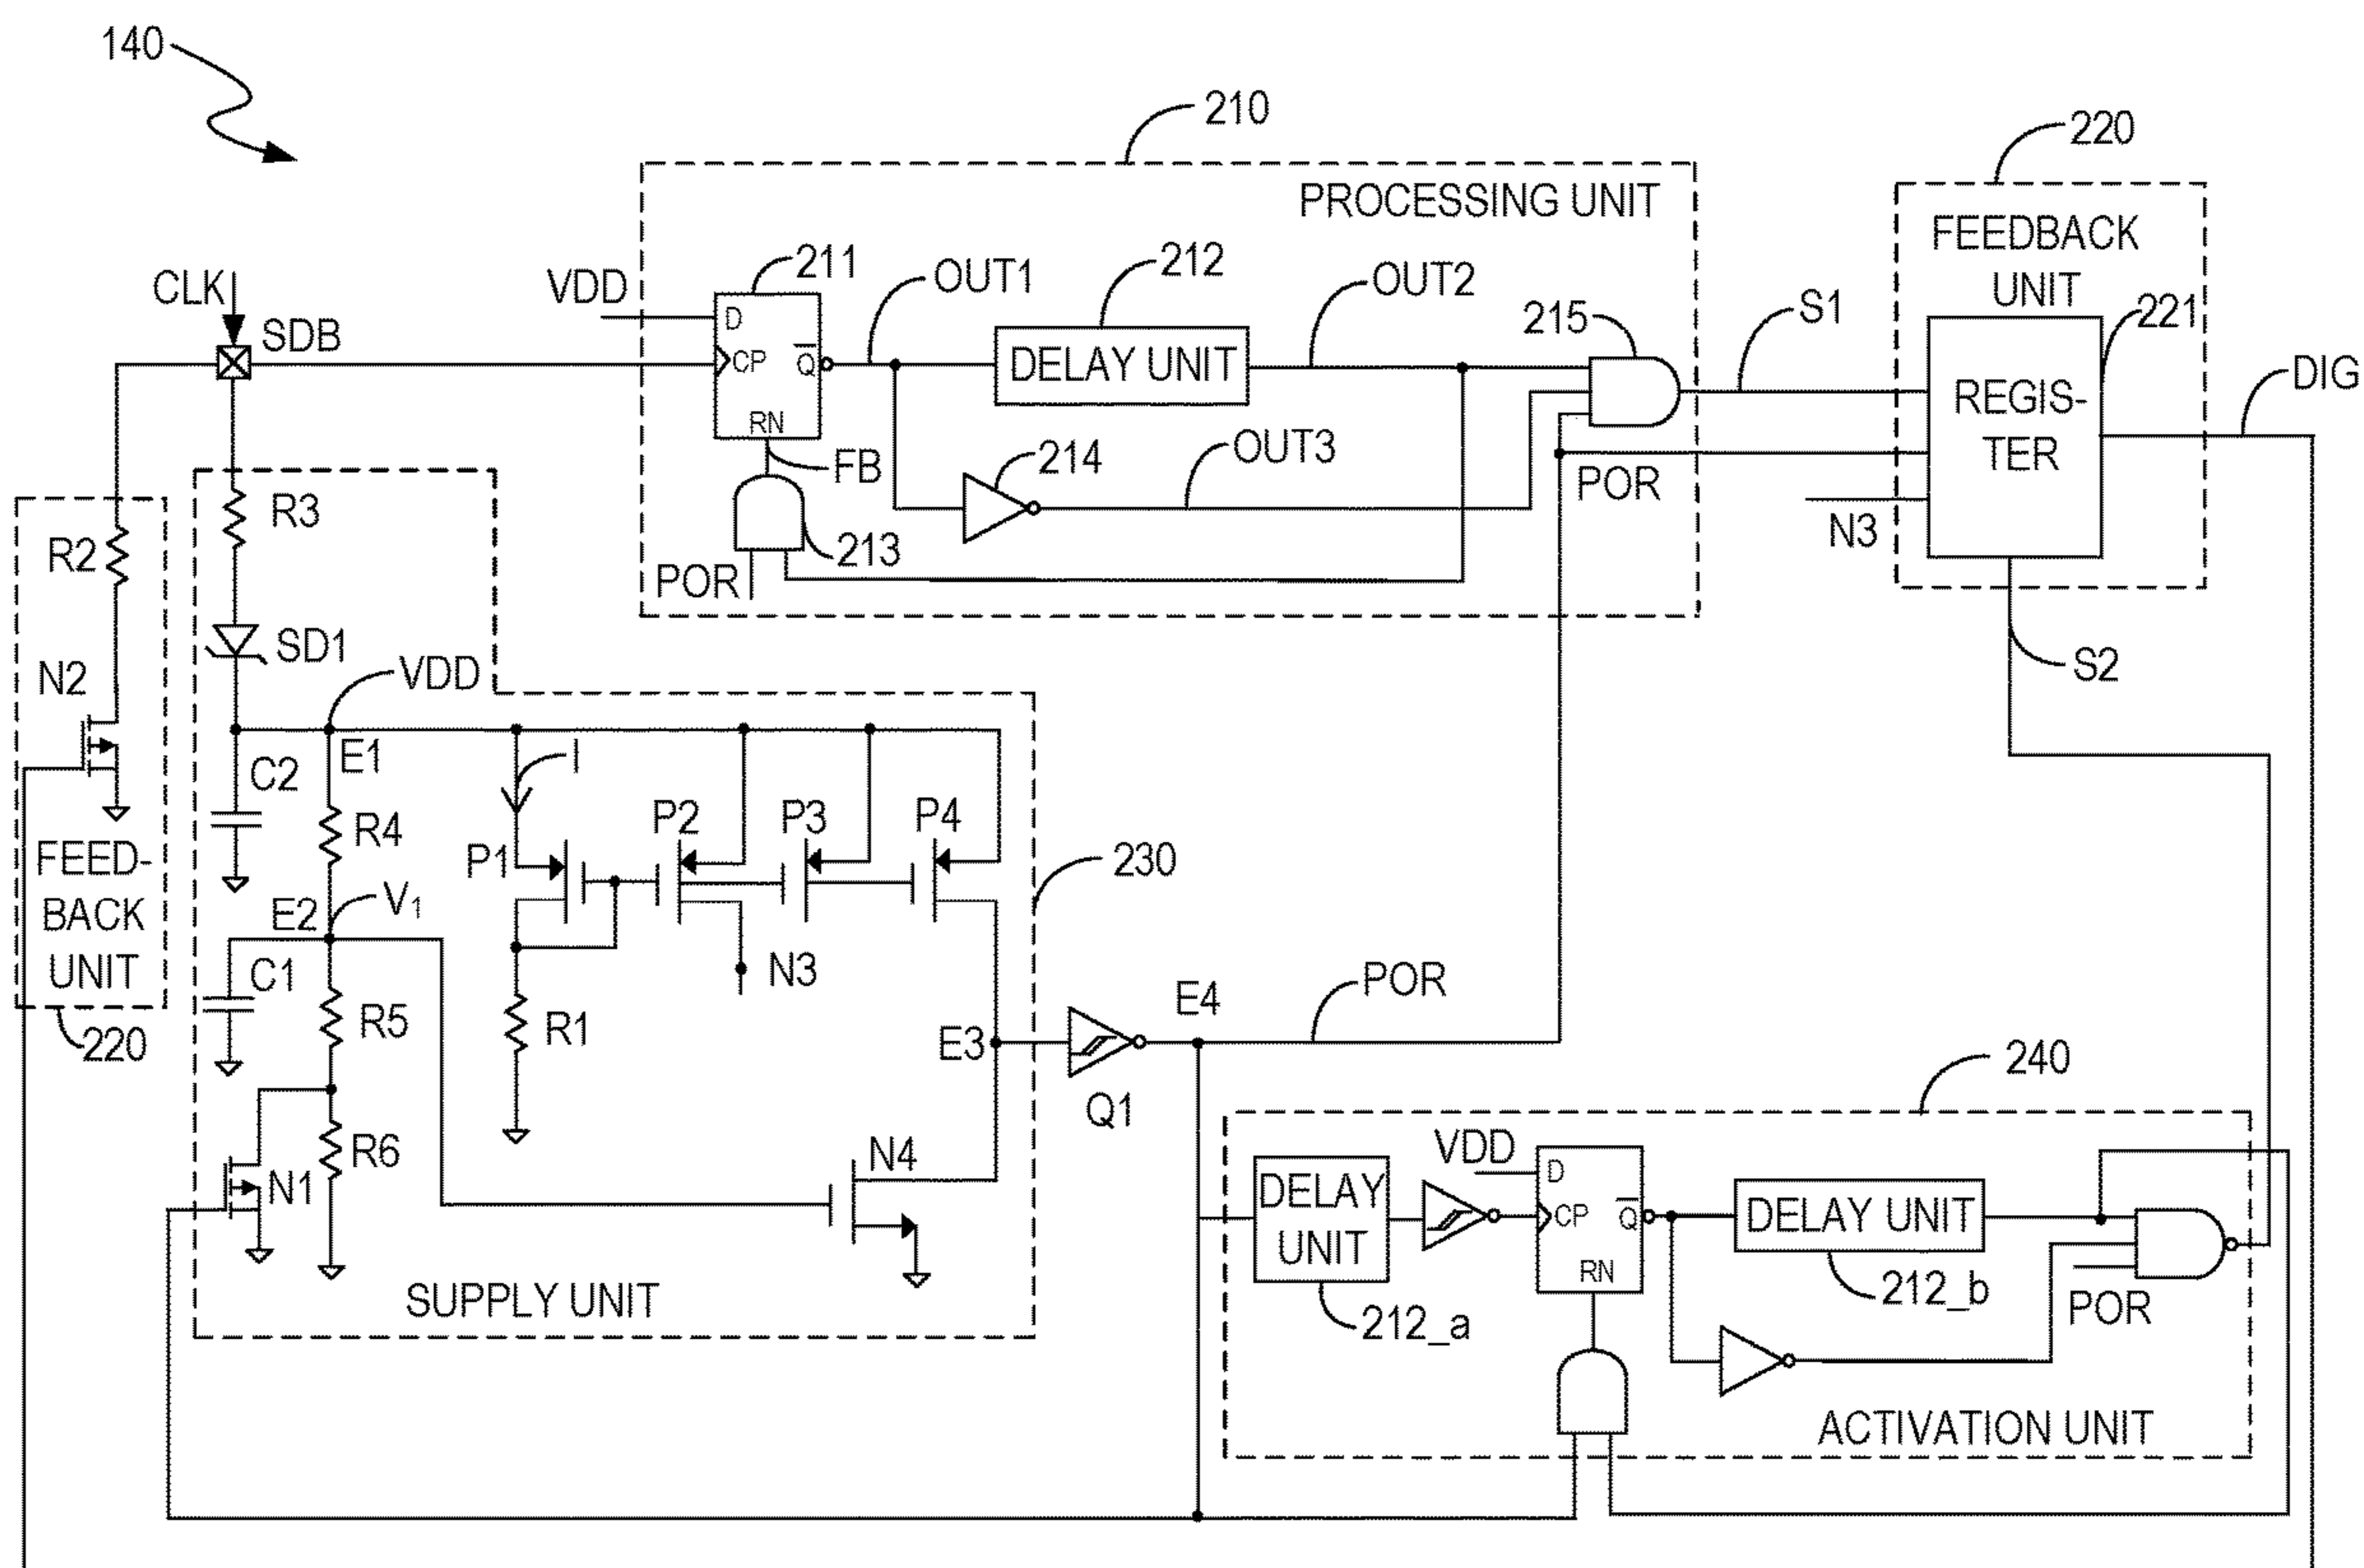 140
210
220
PROCESSING UNIT
FEEDBACK
UNIT
CLK
SDB
VDD
211
OUT1
212
OUT2
215
S1
221
DIG
D
CP
Q
RN
DELAY UNIT
REGIS-
TER
FB
214
OUT3
POR
N3
213
POR
S2
R3
R2
SD1
N2
VDD
E1
I
C2
R4
P1
P2
P3
P4
230
FEED-
BACK
UNIT
220
E2
V1
C1
R5
N3
R1
E3
E4
POR
Q1
240
R6
N1
N4
SUPPLY UNIT
VDD
D
CP
Q
RN
DELAY
UNIT
212_a
DELAY UNIT
212_b
POR
ACTIVATION UNIT